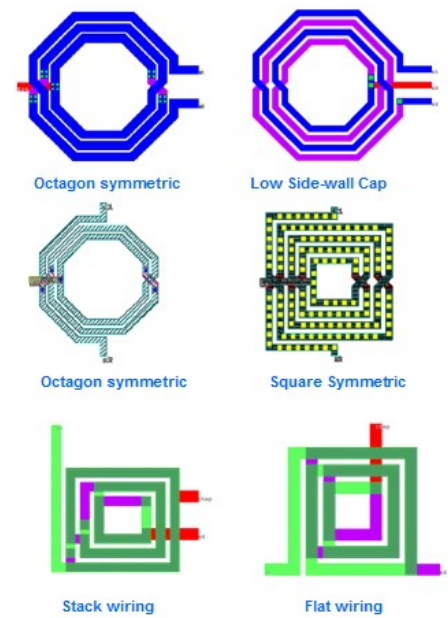 Octagon symmetric
Low Side-wall Cap
Octagon symmetric
Square Symmetric
Stack wiring
Flat wiring